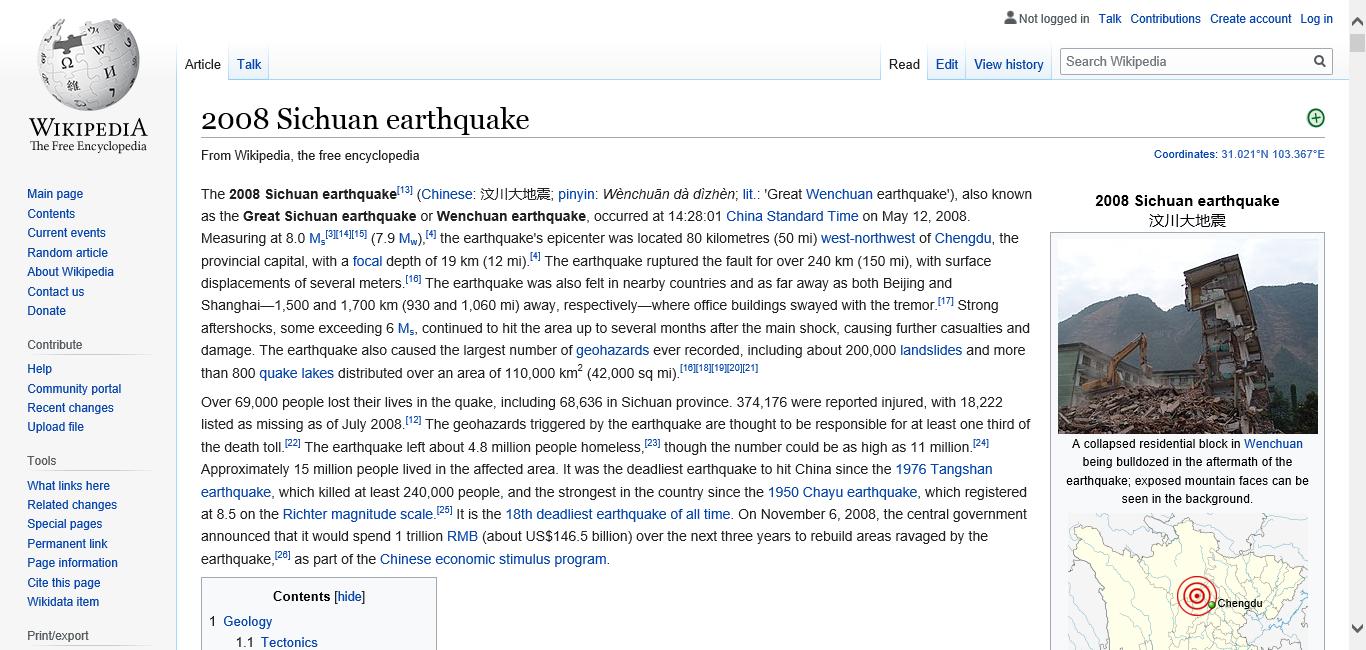 Not logged in Talk Contributions Create account Log in
Article Talk Read Edit View history Search Wikipedia
WIKIPEDIA
The Free Encyclopedia
Main page
Contents
Current events
Random article
About Wikipedia
Contact us
Donate
Contribute
Help
Community portal
Recent changes
Upload file
Tools
What links here
Related changes
Special pages
Permanent link
Page information
Cite this page
Wikidata item
Print/export
2008 Sichuan earthquake
From Wikipedia, the free encyclopedia
Coordinates: 31.021°N 103.367°E
The 2008 Sichuan earthquake[13] (Chinese: 汶川大地震; pinyin: Wènchuān dà dìzhèn; lit.: 'Great Wenchuan earthquake'), also known
as the Great Sichuan earthquake or Wenchuan earthquake, occurred at 14:28:01 China Standard Time on May 12, 2008.
Measuring at 8.0 Ms[3][14][15] (7.9 Mw),[4] the earthquake's epicenter was located 80 kilometres (50 mi) west-northwest of Chengdu, the
provincial capital, with a focal depth of 19 km (12 mi).[4] The earthquake ruptured the fault for over 240 km (150 mi), with surface
displacements of several meters.[16] The earthquake was also felt in nearby countries and as far away as both Beijing and
Shanghai—1,500 and 1,700 km (930 and 1,060 mi) away, respectively—where office buildings swayed with the tremor.[17] Strong
aftershocks, some exceeding 6 Ms, continued to hit the area up to several months after the main shock, causing further casualties and
damage. The earthquake also caused the largest number of geohazards ever recorded, including about 200,000 landslides and more
than 800 quake lakes distributed over an area of 110,000 km2 (42,000 sq mi).[16][18][19][20][21]
Over 69,000 people lost their lives in the quake, including 68,636 in Sichuan province. 374,176 were reported injured, with 18,222
listed as missing as of July 2008.[12] The geohazards triggered by the earthquake are thought to be responsible for at least one third of
the death toll.[22] The earthquake left about 4.8 million people homeless,[23] though the number could be as high as 11 million.[24]
Approximately 15 million people lived in the affected area. It was the deadliest earthquake to hit China since the 1976 Tangshan
earthquake, which killed at least 240,000 people, and the strongest in the country since the 1950 Chayu earthquake, which registered
at 8.5 on the Richter magnitude scale.[25] It is the 18th deadliest earthquake of all time. On November 6, 2008, the central government
announced that it would spend 1 trillion RMB (about US$146.5 billion) over the next three years to rebuild areas ravaged by the
earthquake,[26] as part of the Chinese economic stimulus program.
Contents [hide]
1 Geology
1.1 Tectonics
2008 Sichuan earthquake
汶川大地震
A collapsed residential block in Wenchuan
being bulldozed in the aftermath of the
earthquake; exposed mountain faces can be
seen in the background.
Chengdu